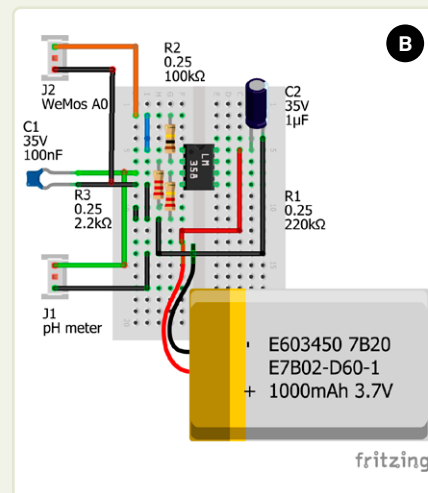 B
J2
WeMos A0
R2
0.25
100kΩ
C2
35V
1µF
C1
35V
100nF
LM
358
R3
0.25
2.2kΩ
R1
0.25
220kΩ
J1
pH meter
- E603450 7B20
E7B02-D60-1
+ 1000mAh 3.7V
fritzing